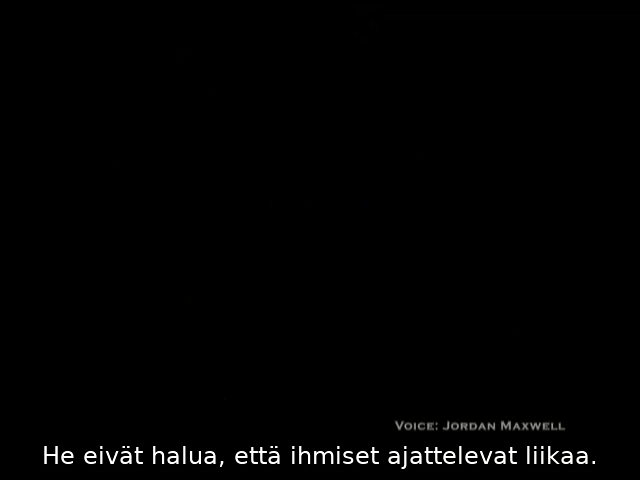 VOICE: JORDAN MAXWELL
He eivät halua, että ihmiset ajattelevat liikaa.